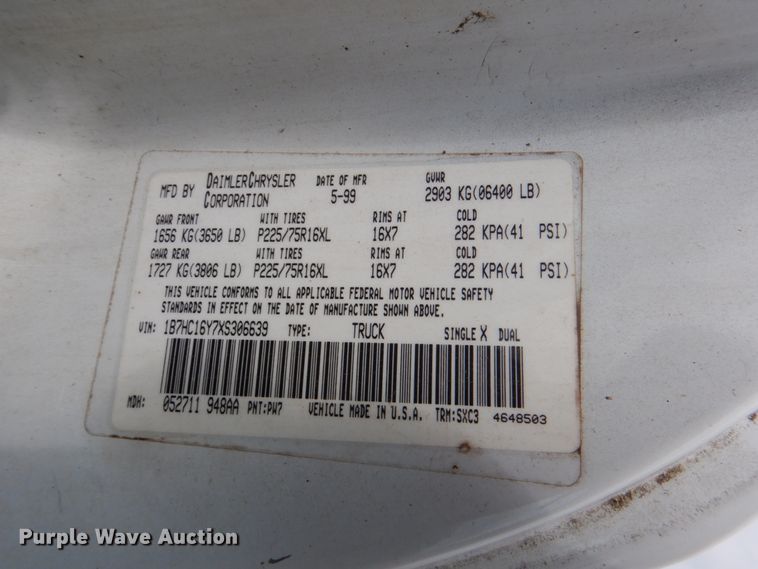 MFD BY DAIMLERCHRYSLER CORPORATION DATE OF MFR 5-99 GVWR 2903 KG(06400 LB)
GAWR FRONT WITH TIRES RIMS AT COLD
1656 KG(3650 LB) P225/75R16XL 16X7 282 KPA(41 PSI)
GAWR REAR WITH TIRES RIMS AT COLD
1727 KG(3806 LB) P225/75R16XL 16X7 282 KPA(41 PSI)
THIS VEHICLE CONFORMS TO ALL APPLICABLE FEDERAL MOTOR VEHICLE SAFETY
STANDARDS IN EFFECT ON THE DATE OF MANUFACTURE SHOWN ABOVE.
VIN: 1B7HC16Y7XS306639 TYPE: TRUCK SINGLE X DUAL
MDH: 052711 948AA PNT:PW7 VEHICLE MADE IN U.S.A. TRM:SXC3 4648503
Purple Wave Auction